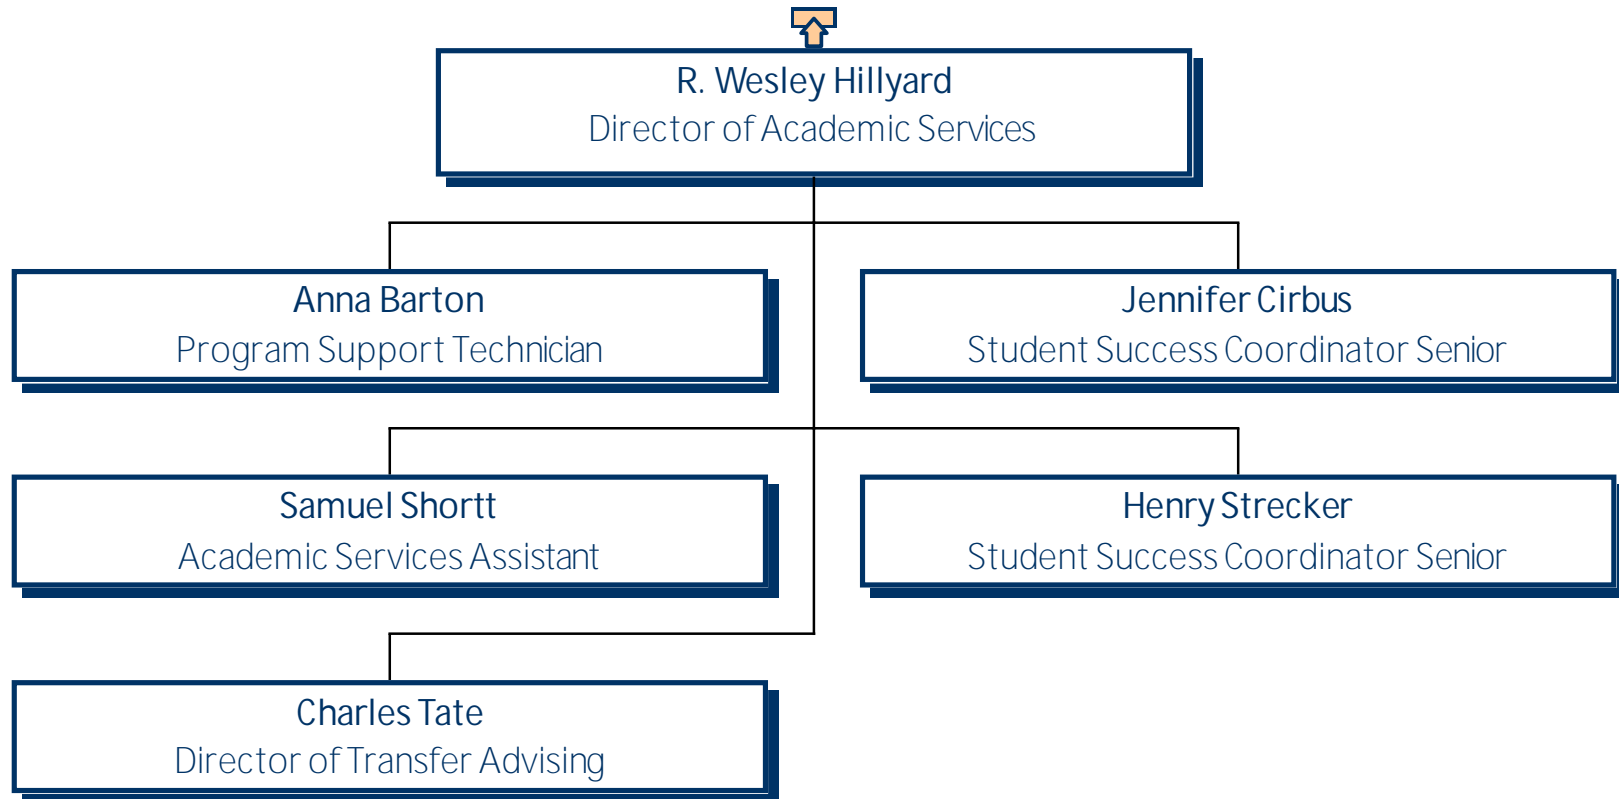 R. Wesley Hillyard
Director of Academic Services
Anna Barton
Program Support Technician
Jennifer Cirbus
Student Success Coordinator Senior
Samuel Shortt
Academic Services Assistant
Henry Strecker
Student Success Coordinator Senior
Charles Tate
Director of Transfer Advising